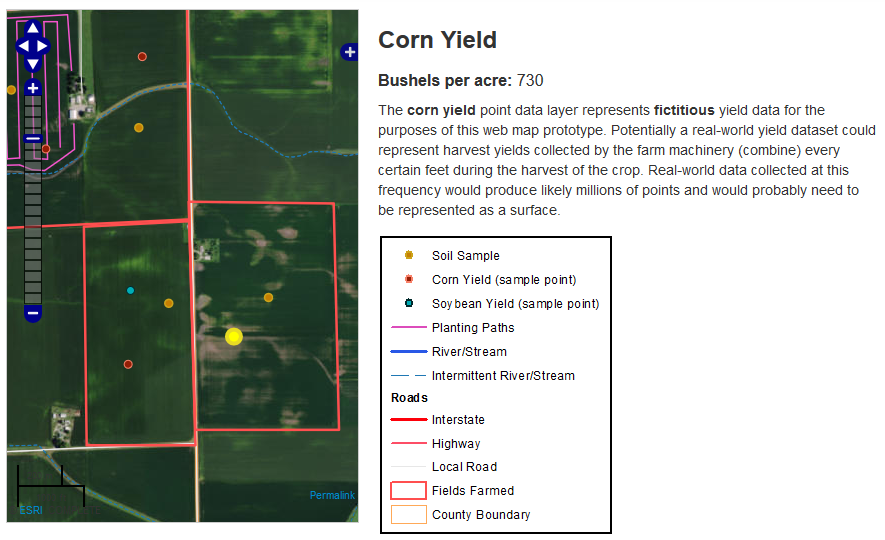 Corn Yield
Bushels per acre: 730
The corn yield point data layer represents fictitious yield data for the
purposes of this web map prototype. Potentially a real-world yield dataset could
represent harvest yields collected by the farm machinery (combine) every
certain feet during the harvest of the crop. Real-world data collected at this
frequency would produce likely millions of points and would probably need to
be represented as a surface.
Soil Sample
Corn Yield (sample point)
Soybean Yield (sample point)
Planting Paths
River/Stream
Intermittent River/Stream
Roads
Interstate
Highway
Local Road
Fields Farmed
County Boundary
Permalink
ESRI